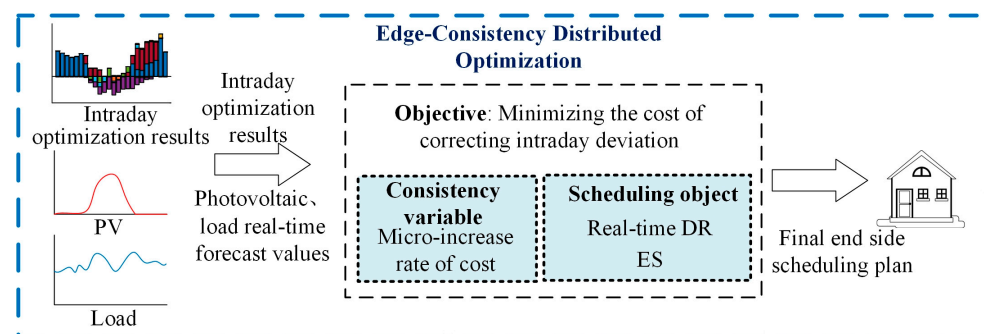 Edge-Consistency Distributed
Optimization
Intraday
optimization results
PV
Load
Intraday
optimization
results
Photovoltaic、
load real-time
forecast values
Objective: Minimizing the cost of
correcting intraday deviation
Consistency
variable
Micro-increase
rate of cost
Scheduling object
Real-time DR
ES
Final end side
scheduling plan